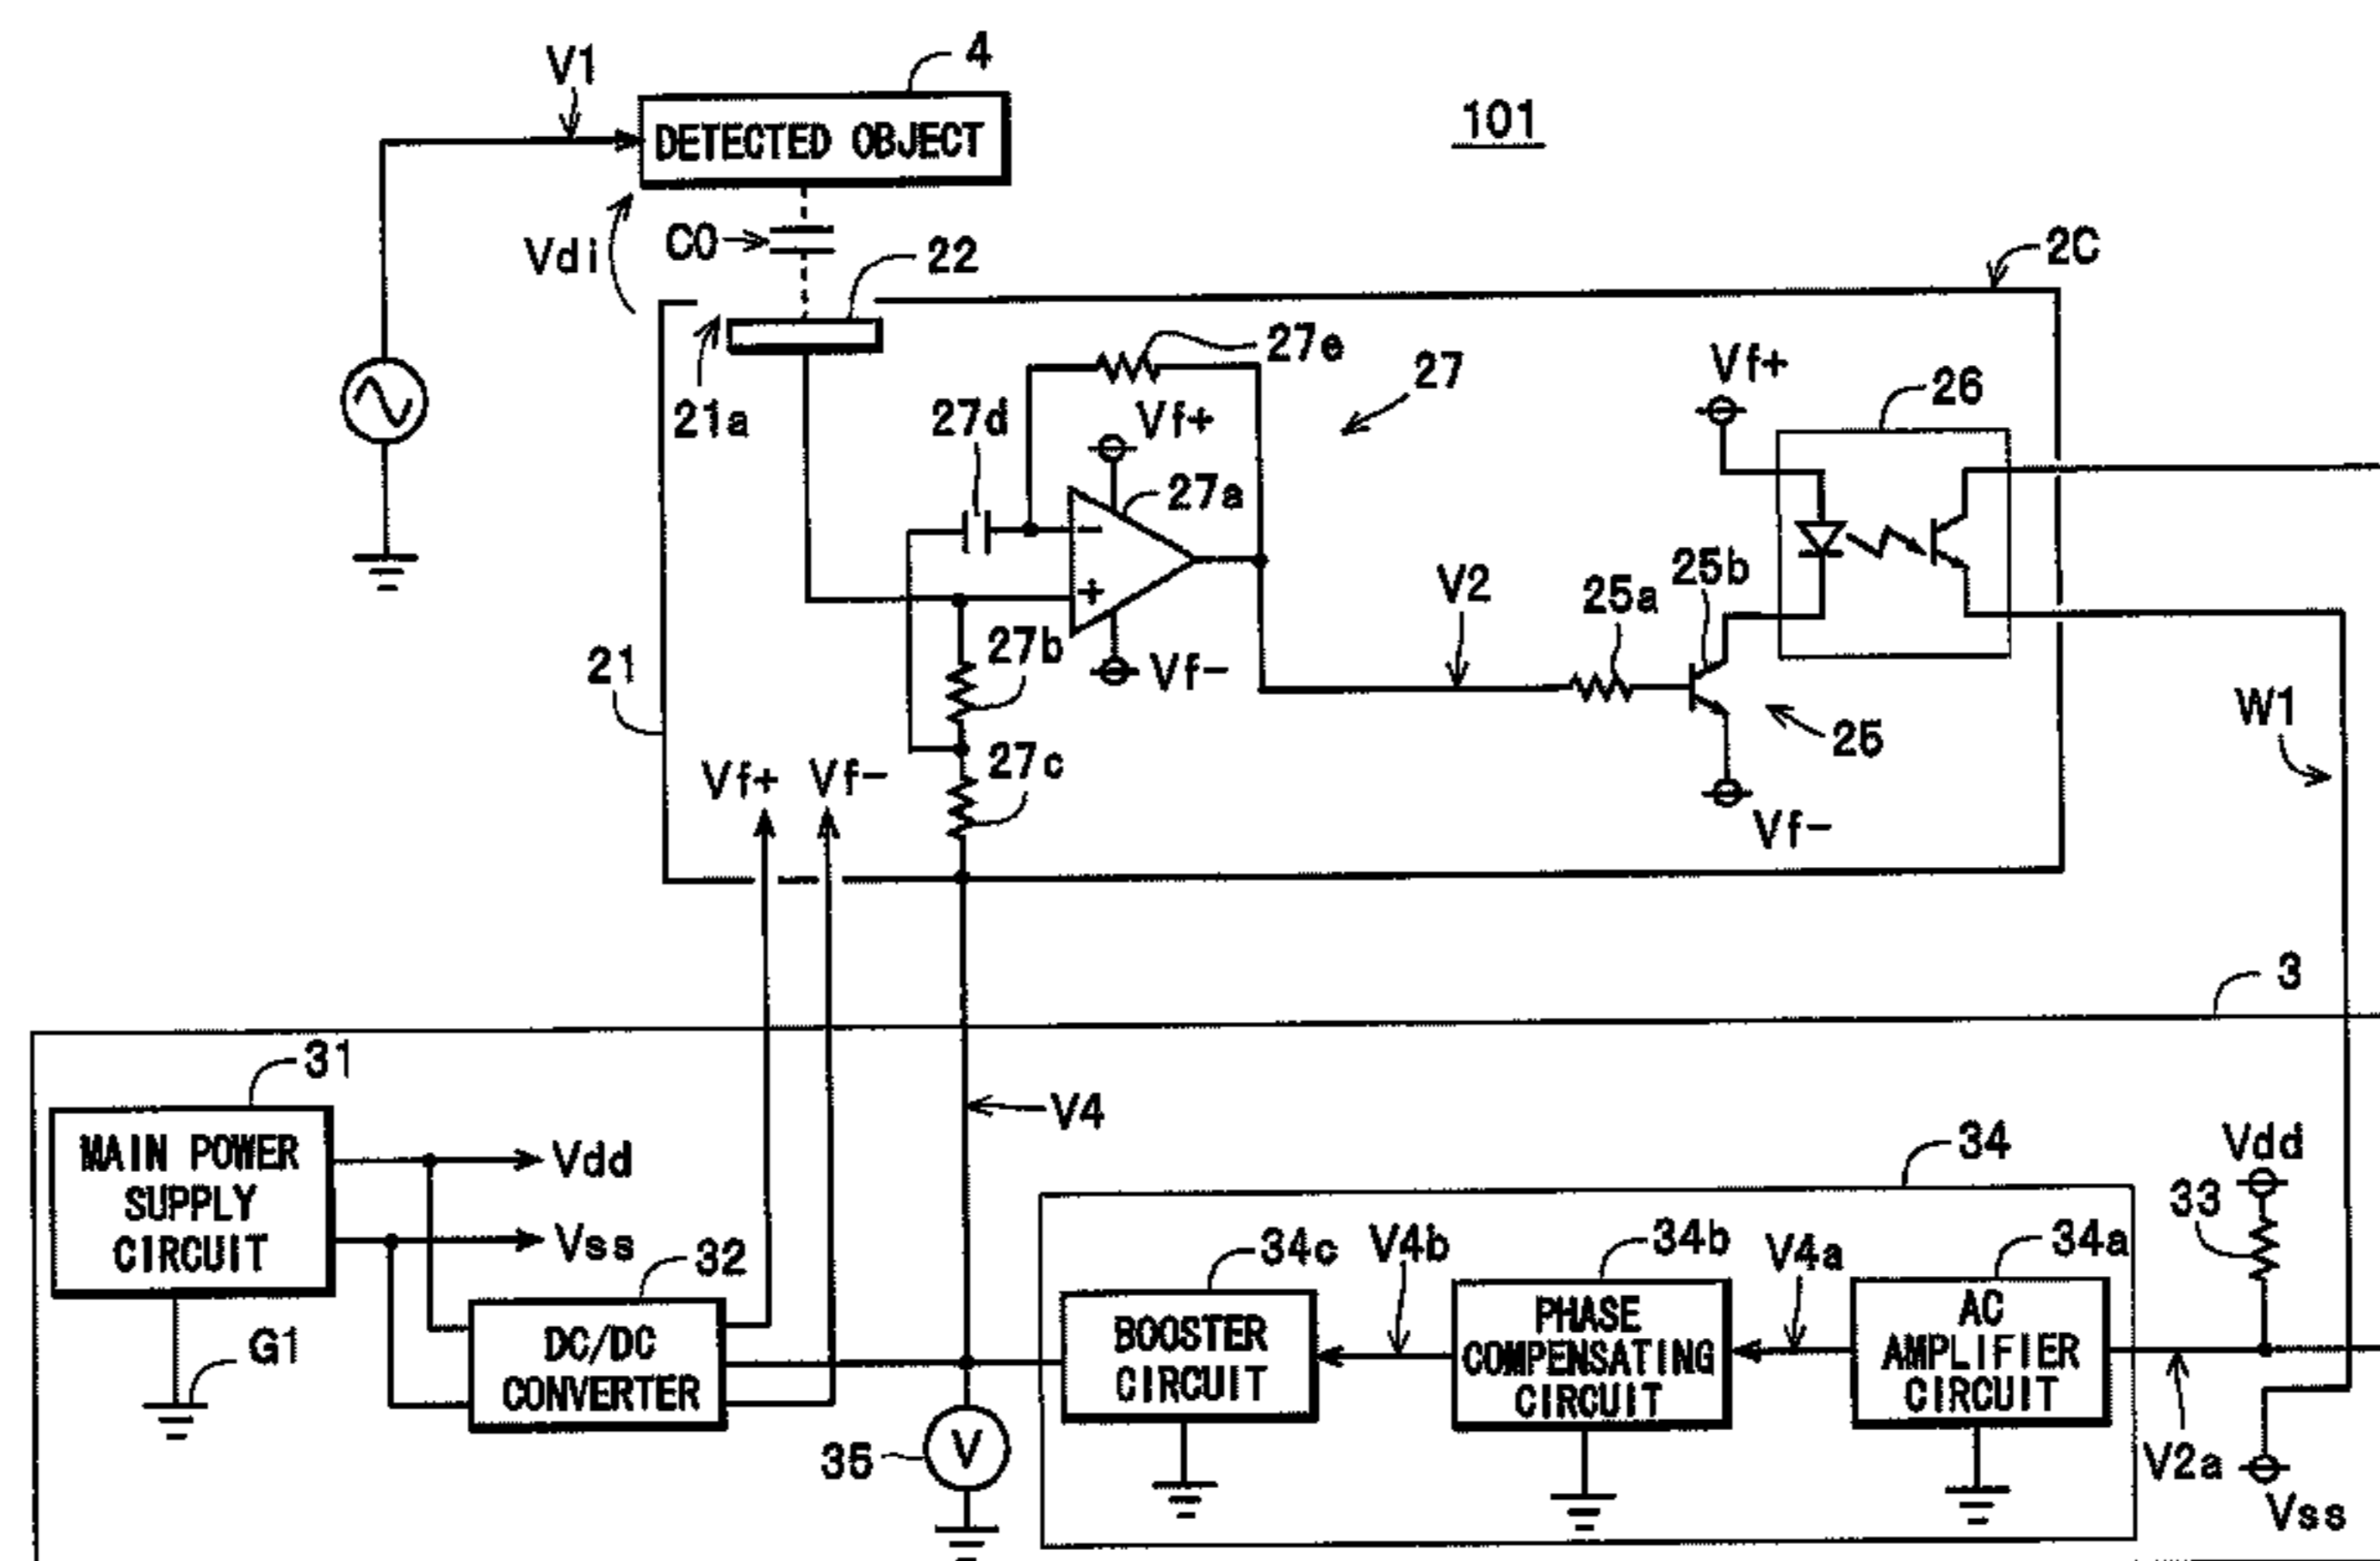 V1
4
DETECTED OBJECT
101
Vdi
C0
22
2C
21a
27e
27
Vf+
26
27d
Vf+
27a
−
+
V2
25a
25b
21
27b
Vf−
W1
25
Vf+ Vf−
27c
Vf−
3
31
V4
MAIN POWER
SUPPLY
CIRCUIT
Vdd
Vss
34
Vdd
33
32
34c
V4b
34b
V4a
34a
G1
DC/DC
CONVERTER
BOOSTER
CIRCUIT
PHASE
COMPENSATING
CIRCUIT
AC
AMPLIFIER
CIRCUIT
35
V
V2a
Vss